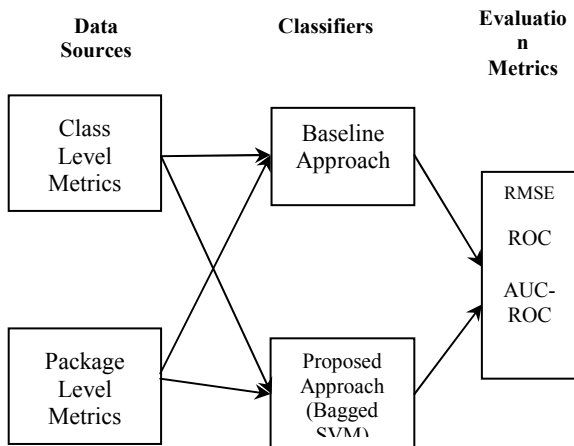 Data
Sources
Classifiers
Evaluatio
n
Metrics
Class
Level
Metrics
Baseline
Approach
RMSE
ROC
AUC-
ROC
Package
Level
Metrics
Proposed
Approach
(Bagged
SVM)